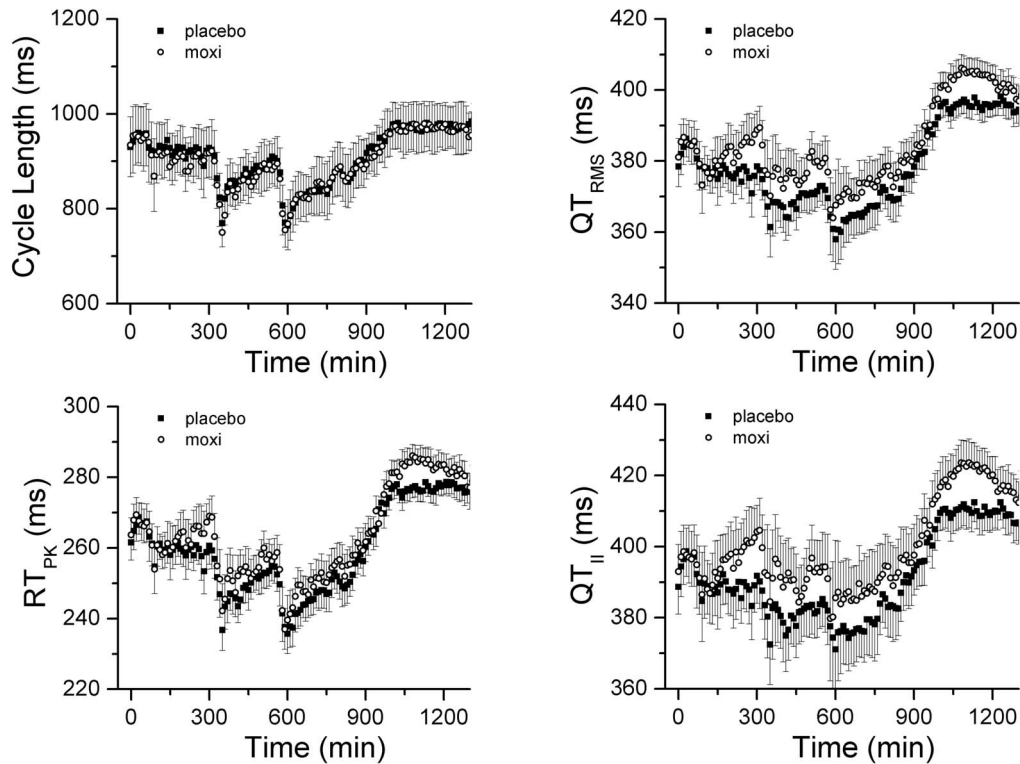 1200
1000
800
600
Cycle Length (ms)
placebo
moxi
0 300 600 900 1200
Time (min)
420
400
380
360
340
QT_RMS (ms)
placebo
moxi
0 300 600 900 1200
Time (min)
300
280
260
240
220
RT_PK (ms)
placebo
moxi
0 300 600 900 1200
Time (min)
440
420
400
380
360
QT_II (ms)
placebo
moxi
0 300 600 900 1200
Time (min)